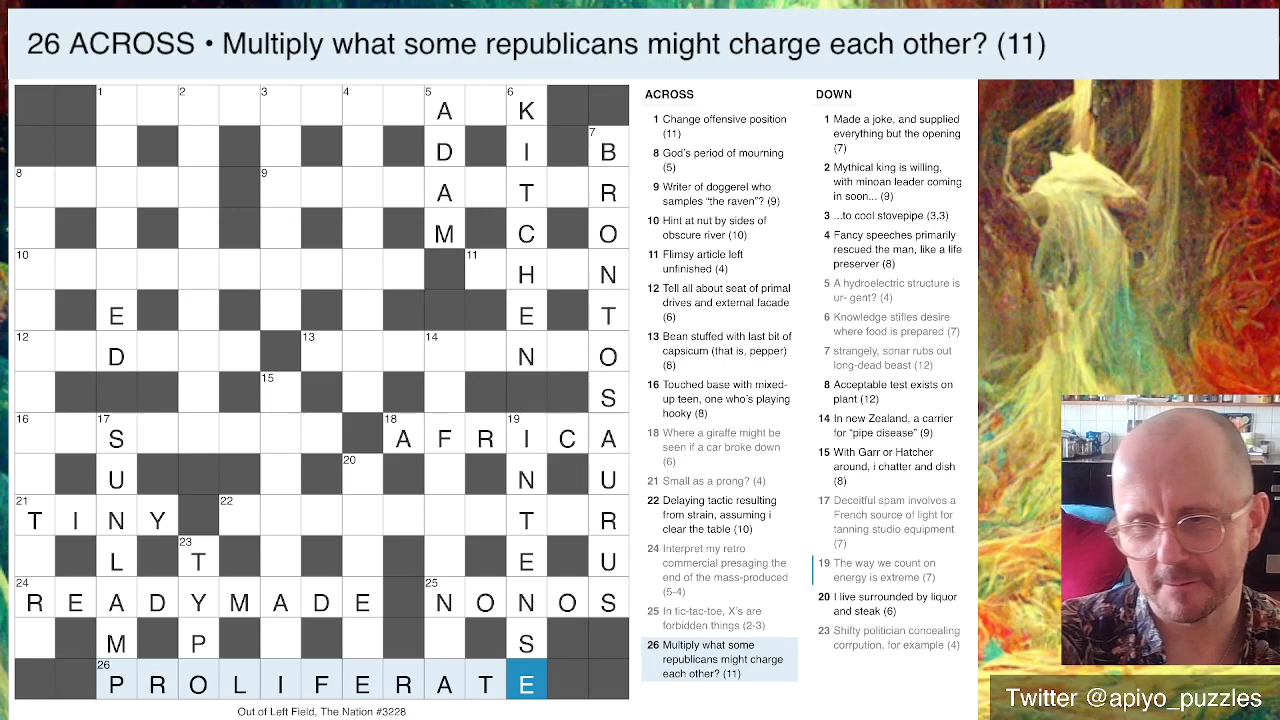 26 ACROSS • Multiply what some republicans might charge each other? (11)
1 2 3 4 5 A 6 K
D I 7 B
8 9 A T R
M C O
10 11 H N
E E T
12 D 13 14 N O
15 S
16 17 S 18 A F R 19 I C A
U 20 N U
21 T I N Y 22 T R
L 23 T E U
24 R E A D Y M A D E 25 N O N O S
M P S
26 P R O L I F E R A T E
Out of Left Field, The Nation #3228
ACROSS
1 Change offensive position
(11)
8 God's period of mourning
(5)
9 Writer of doggerel who
samples "the raven"? (9)
10 Hint at nut by sides of
obscure river (10)
11 Flimsy article left
unfinished (4)
12 Tell all about seat of primal
drives and external facade
(6)
13 Bean stuffed with last bit of
capsicum (that is, pepper)
(8)
16 Touched base with mixed-
up teen, one who's playing
hooky (8)
18 Where a giraffe might be
seen if a car broke down
(6)
21 Small as a prong? (4)
22 Delaying tactic resulting
from strain, assuming i
clear the table (10)
24 Interpret my retro
commercial presaging the
end of the mass-produced
(5-4)
25 In tic-tac-toe, X's are
forbidden things (2-3)
26 Multiply what some
republicans might charge
each other? (11)
DOWN
1 Made a joke, and supplied
everything but the opening
(7)
2 Mythical king is willing,
with minoan leader coming
in soon... (9)
3 ...to cool stovepipe (3,3)
4 Fancy speeches primarily
rescued the man, like a life
preserver (8)
5 A hydroelectric structure is
ur- gent? (4)
6 Knowledge stifles desire
where food is prepared (7)
7 strangely, sonar rubs out
long-dead beast (12)
8 Acceptable test exists on
plant (12)
14 In new Zealand, a carrier
for "pipe disease" (9)
15 With Garr or Hatcher
around, i chatter and dish
(8)
17 Deceitful spam involves a
French source of light for
tanning studio equipment
(7)
19 The way we count on
energy is extreme (7)
20 I live surrounded by liquor
and steak (6)
23 Shifty politician concealing
corrpution, for example (4)
Twitter @apiyo_puzzles